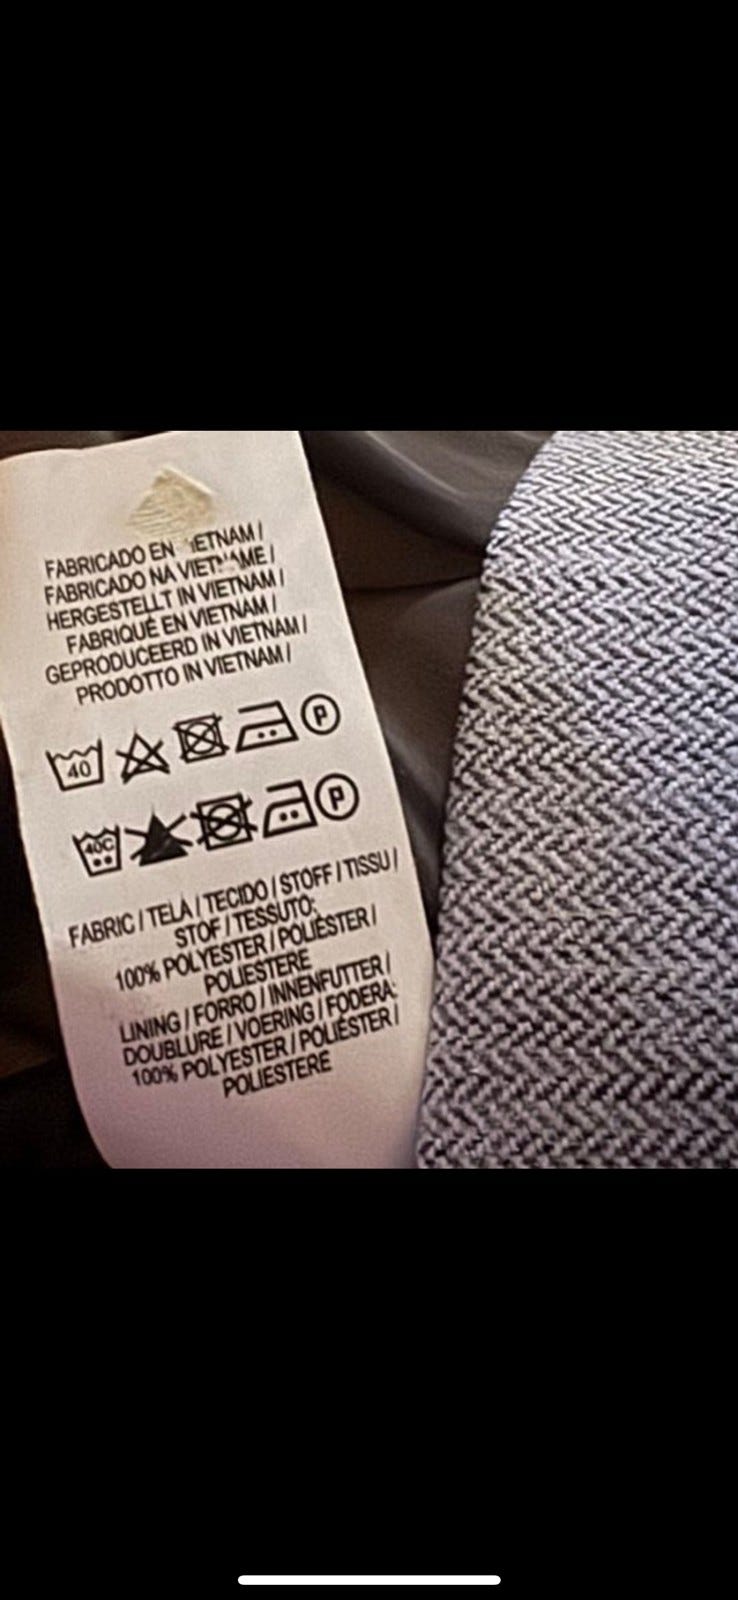 FABRICADO EN VIETNAM /
FABRICADO NA VIETNAME /
HERGESTELLT IN VIETNAM /
FABRIQUÉ EN VIETNAM /
GEPRODUCEERD IN VIETNAM /
PRODOTTO IN VIETNAM /
40 P
40C P
FABRIC / TELA / TECIDO / STOFF / TISSU /
STOF / TESSUTO:
100% POLYESTER / POLIÉSTER /
POLIESTERE
LINING / FORRO / INNENFUTTER /
DOUBLURE / VOERING / FODERA:
100% POLYESTER / POLIÉSTER /
POLIESTERE